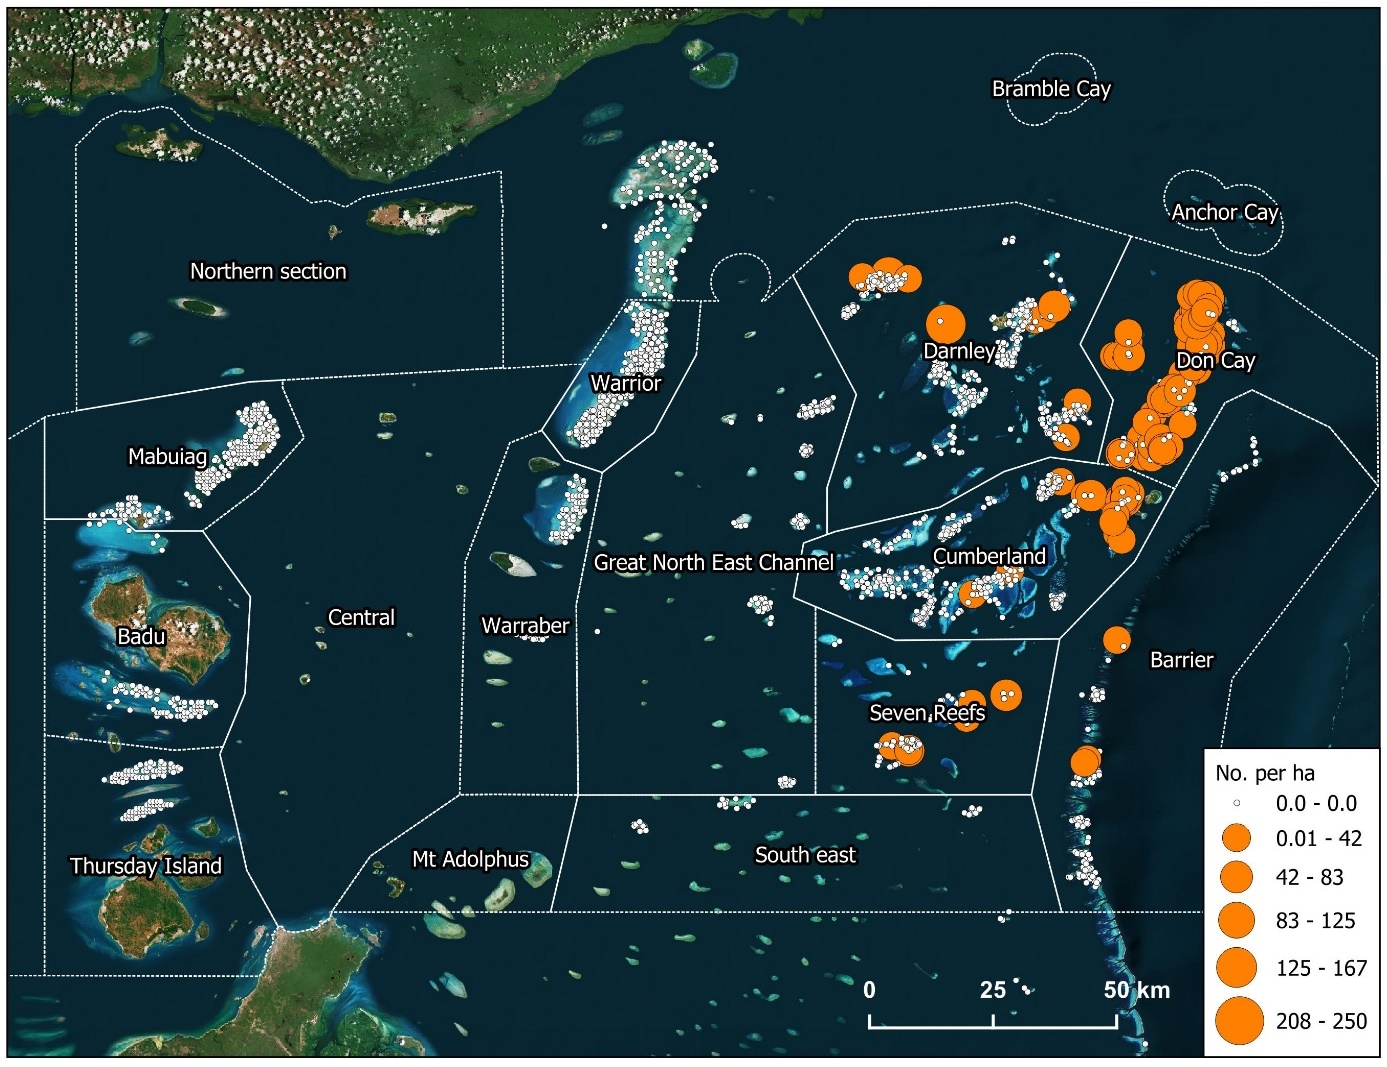 Bramble Cay
Anchor Cay
Northern section
Darnley
Don Cay
Warrior
Mabuiag
Cumberland
Great North East Channel
Central
Warraber
Badu
Barrier
Seven Reefs
Mt Adolphus
South east
Thursday Island
No. per ha
0.0 - 0.0
0.01 - 42
42 - 83
83 - 125
125 - 167
208 - 250
0 25 50 km